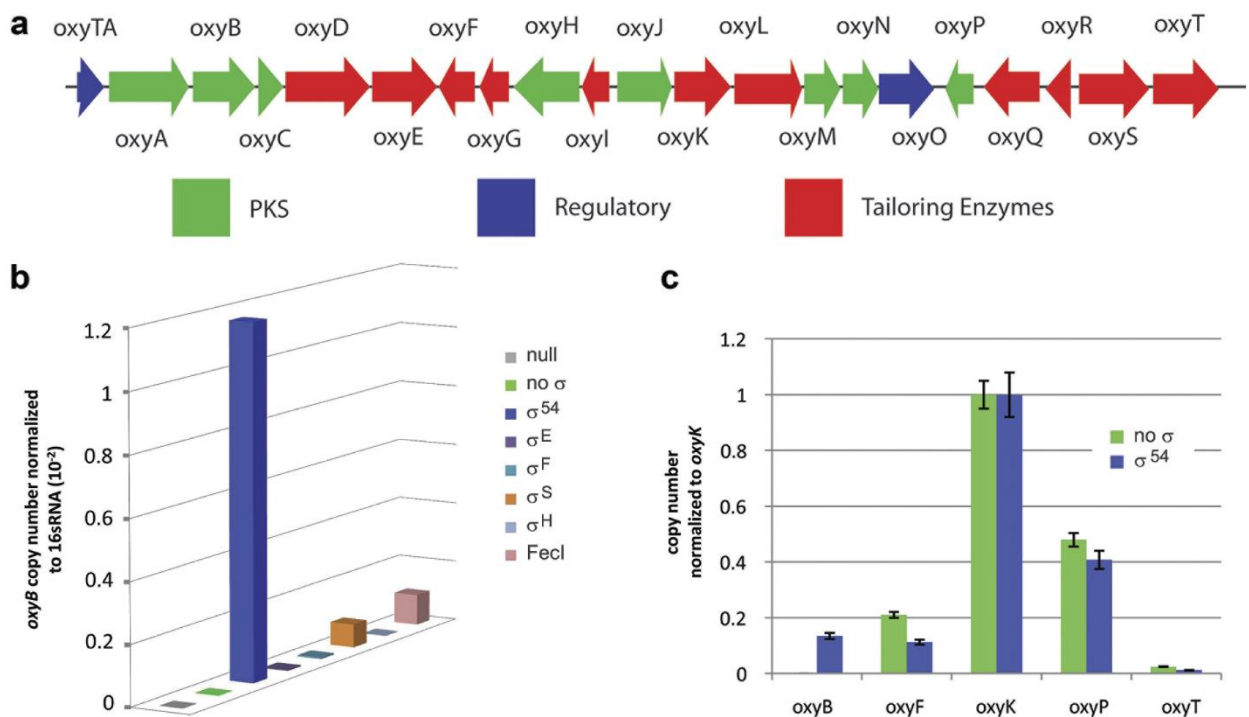 a
oxyTA oxyB oxyD oxyF oxyH oxyJ oxyL oxyN oxyP oxyR oxyT
oxyA oxyC oxyE oxyG oxyI oxyK oxyM oxyO oxyQ oxyS
PKS Regulatory Tailoring Enzymes
b
oxyB copy number normalized
to 16sRNA (10⁻²)
1.2
1
0.8
0.6
0.4
0.2
0
null
no σ
σ⁵⁴
σᴱ
σF
σS
σᴴ
FecI
c
copy number
normalized to oxyK
1.2
1
0.8
0.6
0.4
0.2
0
no σ
σ⁵⁴
oxyB oxyF oxyK oxyP oxyT